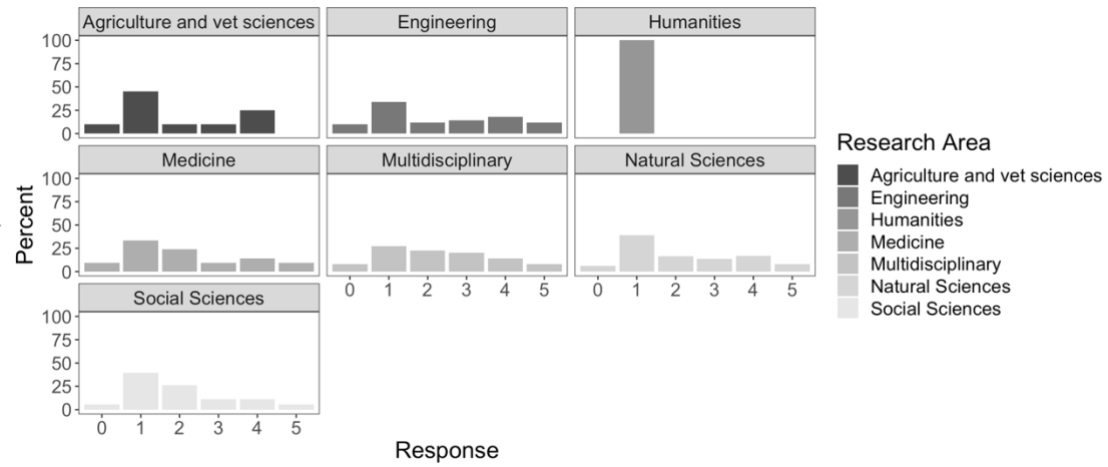 Agriculture and vet sciences
Engineering
Humanities
100
75
50
25
0
Medicine
Multidisciplinary
Natural Sciences
100
75
50
25
0
0 1 2 3 4 5
0 1 2 3 4 5
Social Sciences
100
75
50
25
0
0 1 2 3 4 5
Percent
Response
Research Area
Agriculture and vet sciences
Engineering
Humanities
Medicine
Multidisciplinary
Natural Sciences
Social Sciences